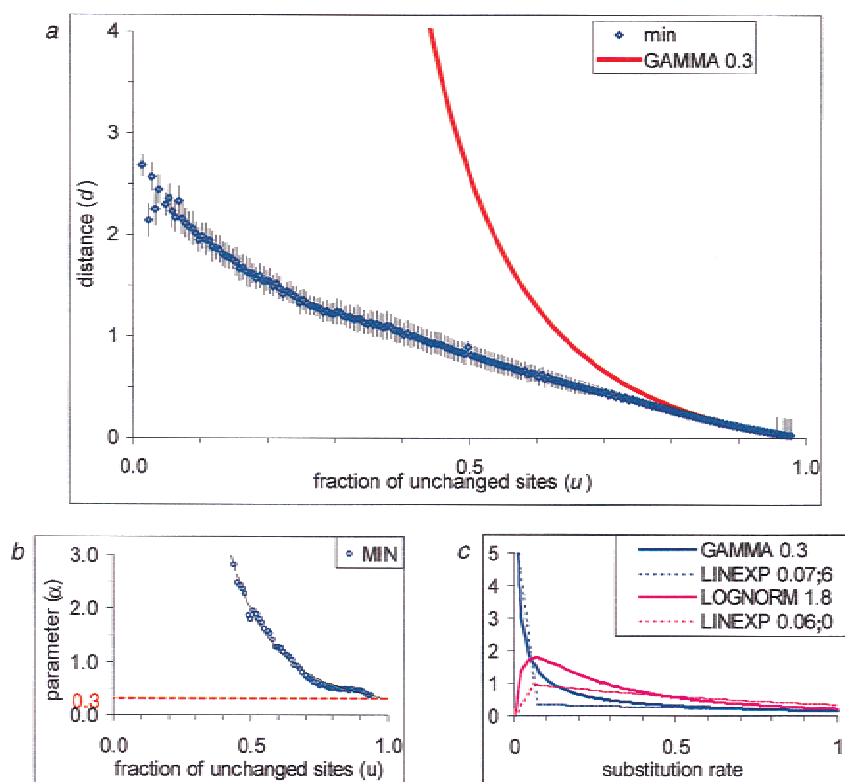 a
4
3
2
1
0
distance (d)
min
GAMMA 0.3
0.0
0.5
1.0
fraction of unchanged sites (u)
b
3.0
2.0
1.0
0.3
0.0
parameter (α)
MIN
0.0
0.5
1.0
fraction of unchanged sites (u)
c
5
4
3
2
1
0
GAMMA 0.3
LINEXP 0.07;6
LOGNORM 1.8
LINEXP 0.06;0
0
0.5
1
substitution rate